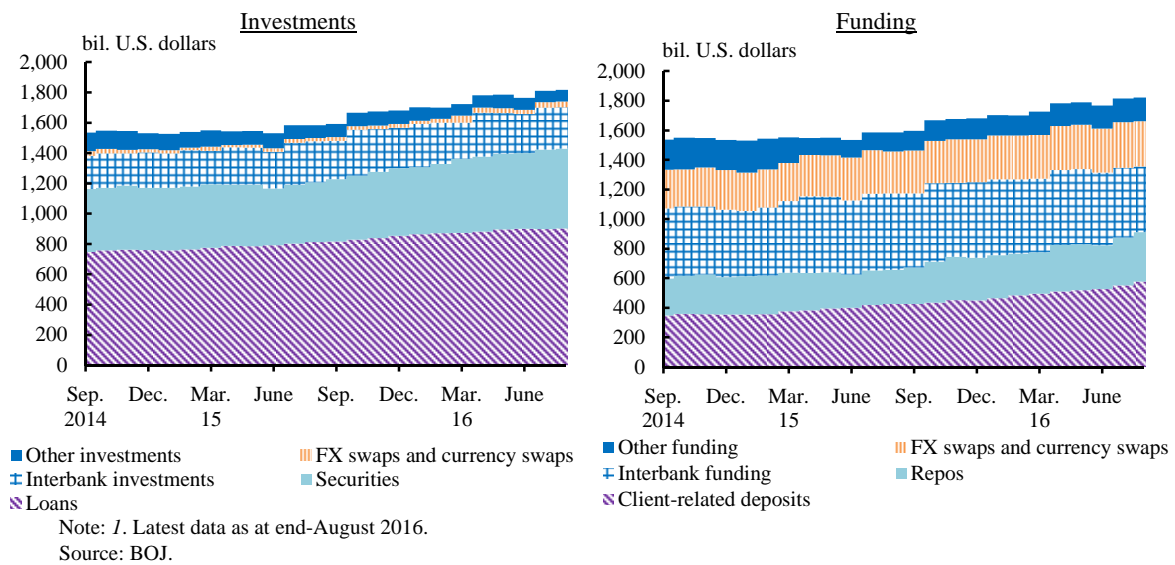 Investments
bil. U.S. dollars
2,000
1,800
1,600
1,400
1,200
1,000
800
600
400
200
0
Sep. Dec. Mar. June Sep. Dec. Mar. June
2014 15 16
Other investments
FX swaps and currency swaps
Interbank investments
Securities
Loans
Note: 1. Latest data as at end-August 2016.
Source: BOJ.
Funding
bil. U.S. dollars
2,000
1,800
1,600
1,400
1,200
1,000
800
600
400
200
0
Sep. Dec. Mar. June Sep. Dec. Mar. June
2014 15 16
Other funding
FX swaps and currency swaps
Interbank funding
Repos
Client-related deposits